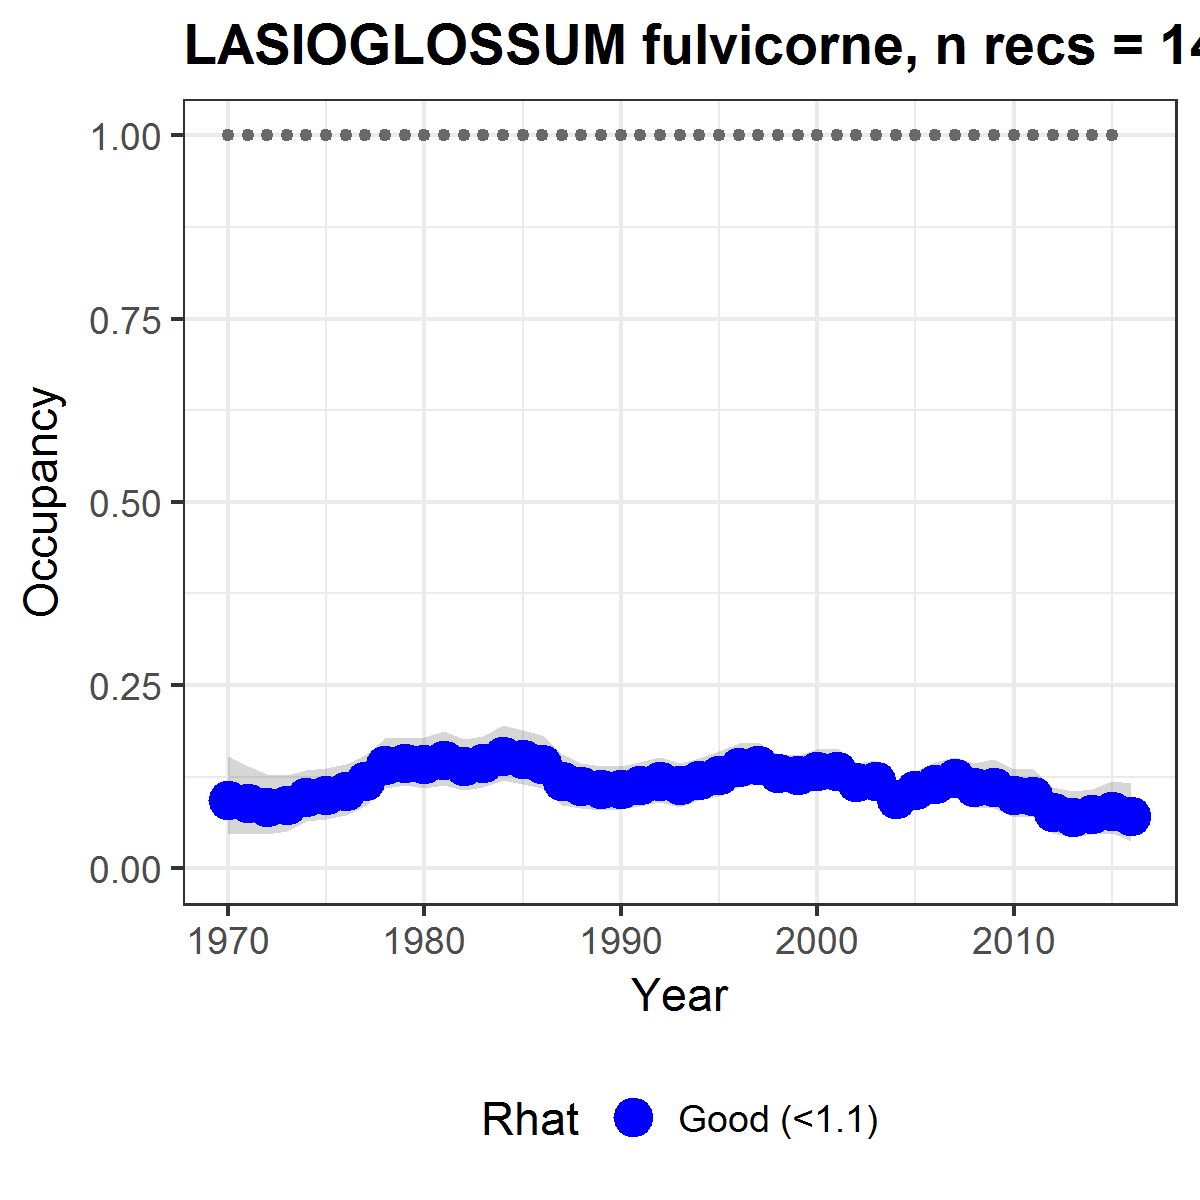 LASIOGLOSSUM fulvicorne, n recs = 14
1.00
0.75
0.50
0.25
0.00
Occupancy
1970 1980 1990 2000 2010
Year
Rhat Good (<1.1)